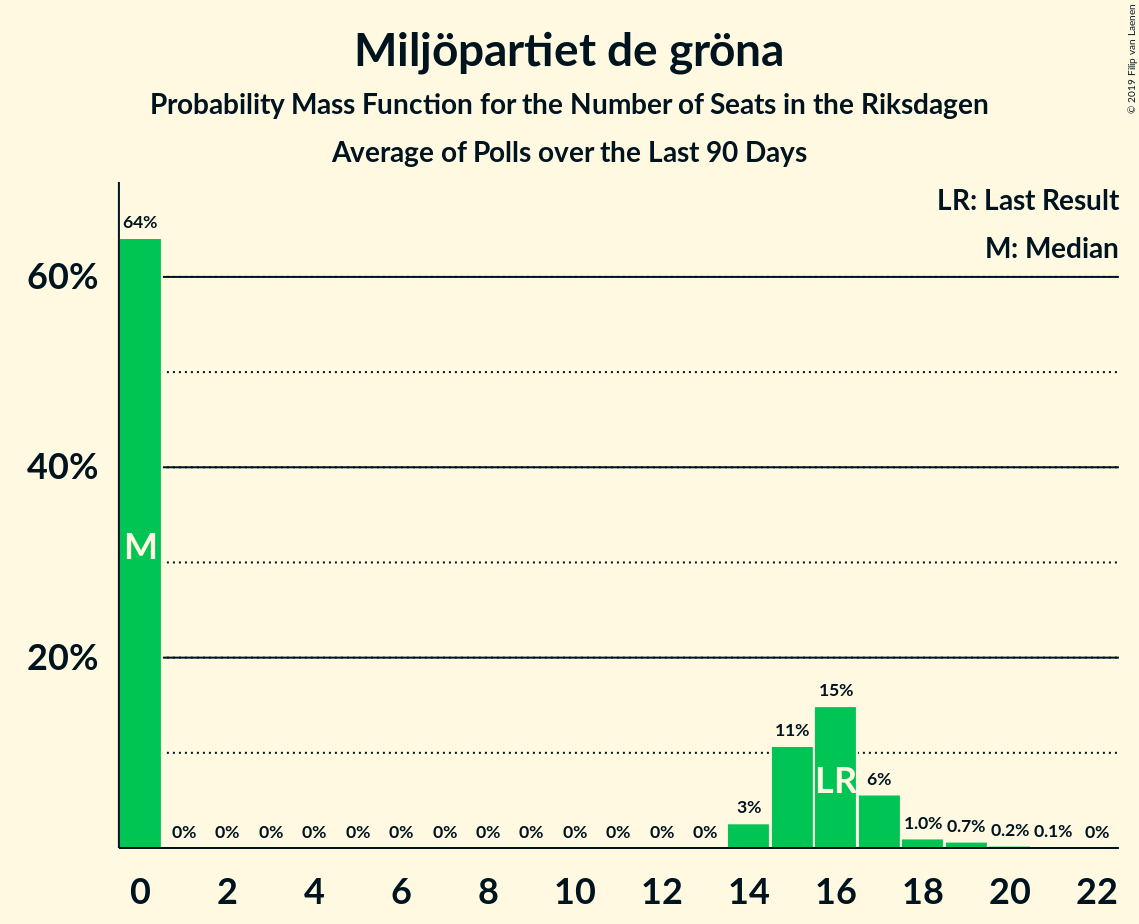 Miljöpartiet de gröna
Probability Mass Function for the Number of Seats in the Riksdagen
Average of Polls over the Last 90 Days
© 2019 Filip van Laenen
LR: Last Result
M: Median
60%
40%
20%
64%
0%
0%
0%
0%
0%
0%
0%
0%
0%
0%
0%
0%
0%
3%
11%
15%
6%
1.0%
0.7%
0.2%
0.1%
0%
M
LR
0 2 4 6 8 10 12 14 16 18 20 22